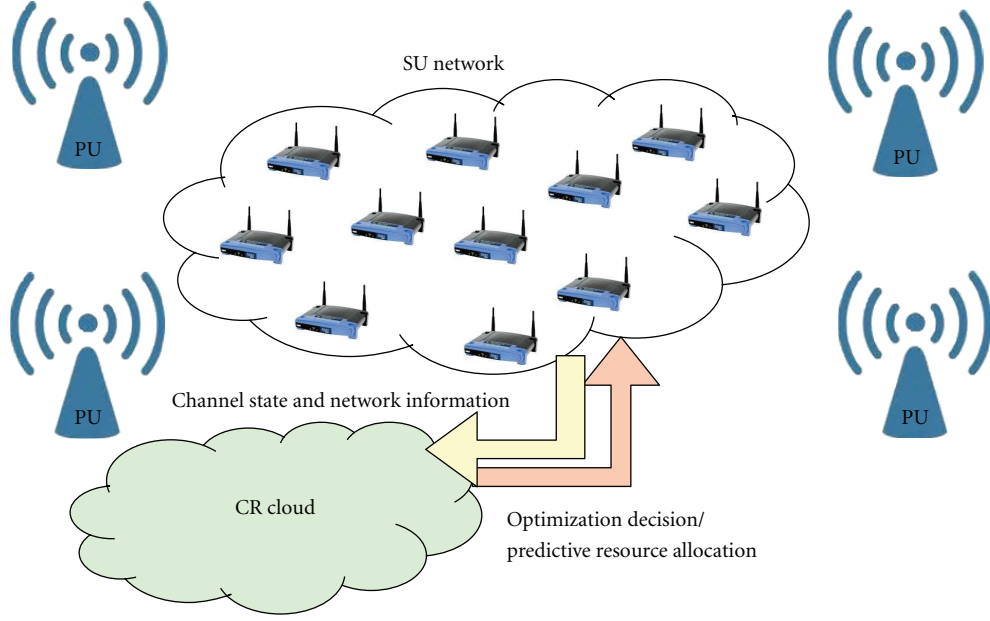 SU network
PU
PU
PU
PU
Channel state and network information
CR cloud
Optimization decision/
predictive resource allocation